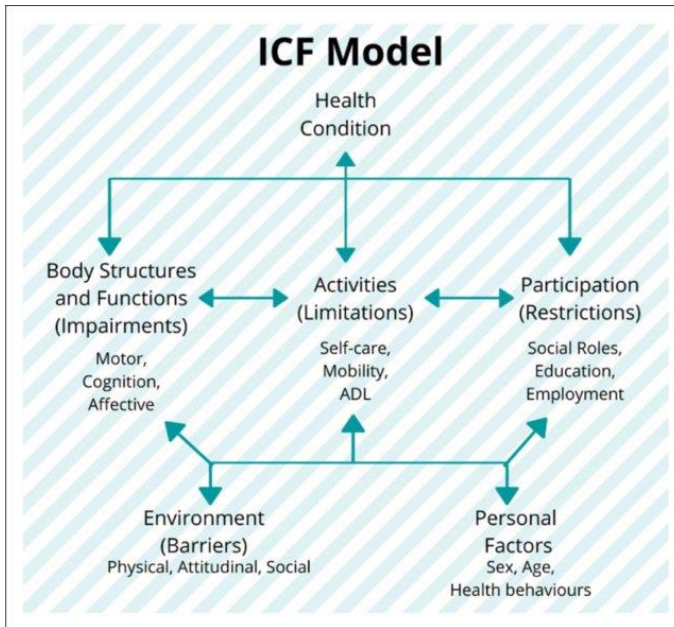 ICF Model
Health
Condition
Body Structures
and Functions
(Impairments)
Activities
(Limitations)
Participation
(Restrictions)
Motor,
Cognition,
Affective
Self-care,
Mobility,
ADL
Social Roles,
Education,
Employment
Environment
(Barriers)
Physical, Attitudinal, Social
Personal
Factors
Sex, Age,
Health behaviours